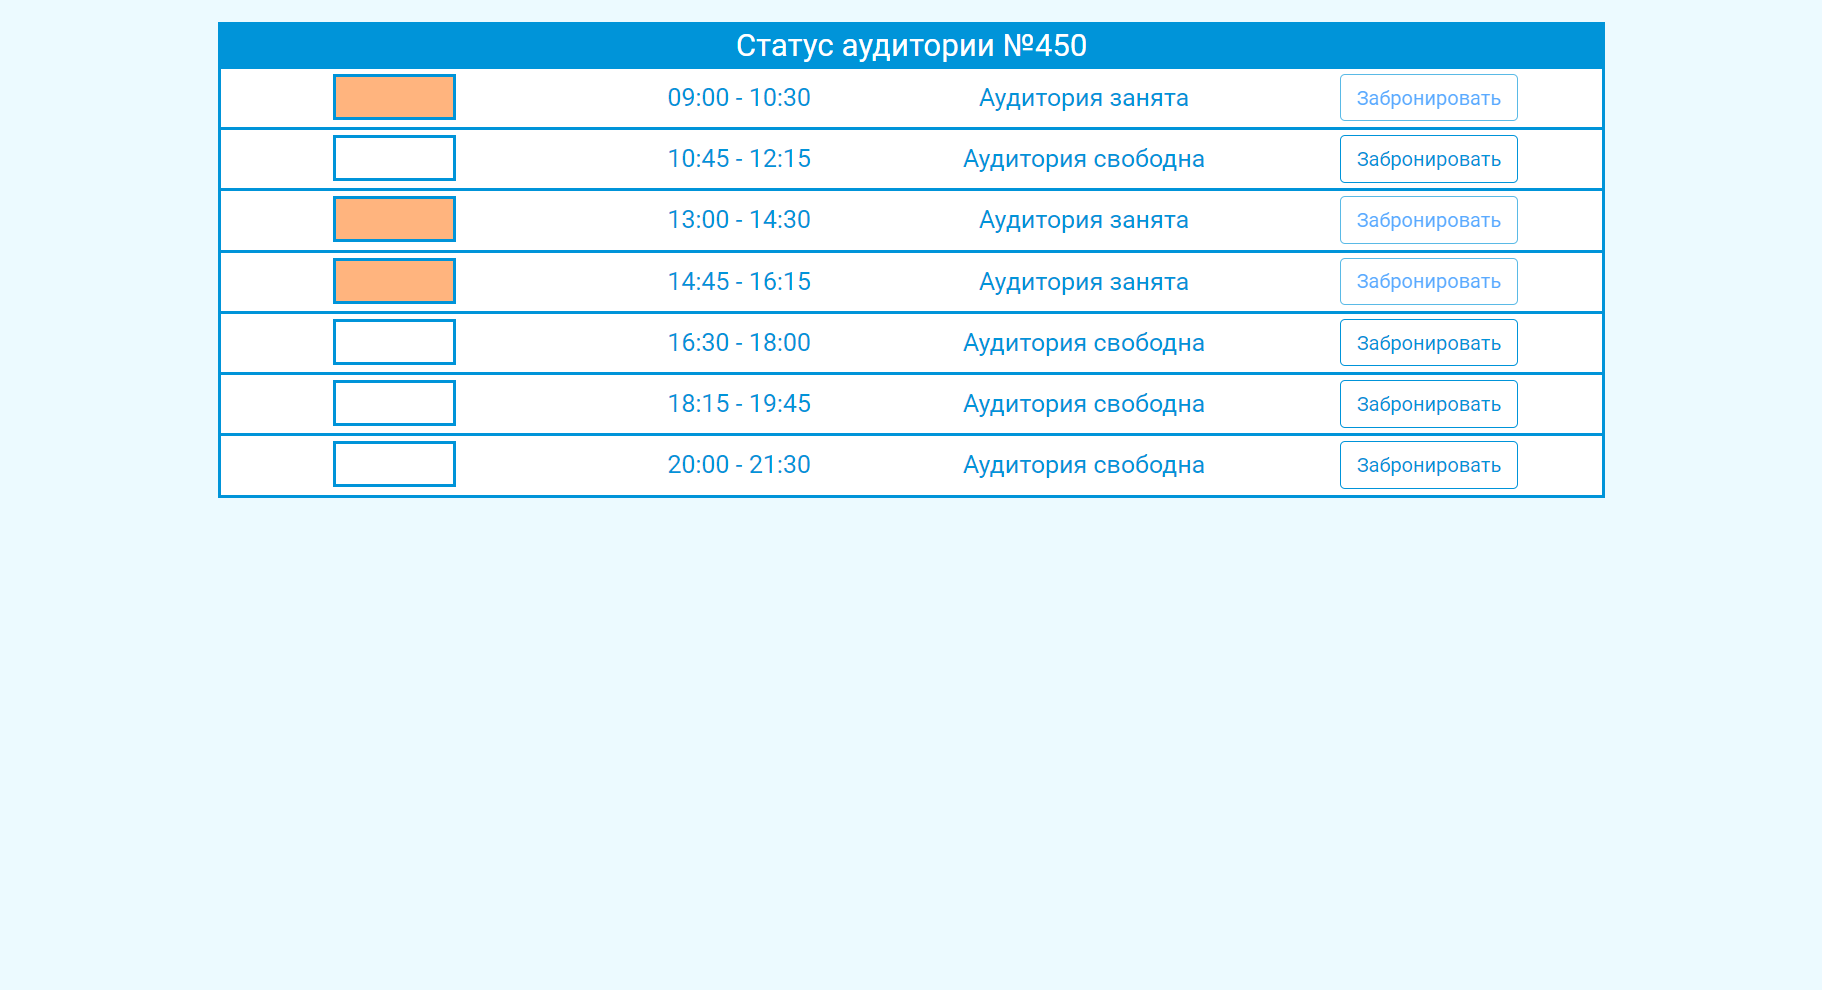 Статус аудитории №450
09:00 - 10:30 Аудитория занята Забронировать
10:45 - 12:15 Аудитория свободна Забронировать
13:00 - 14:30 Аудитория занята Забронировать
14:45 - 16:15 Аудитория занята Забронировать
16:30 - 18:00 Аудитория свободна Забронировать
18:15 - 19:45 Аудитория свободна Забронировать
20:00 - 21:30 Аудитория свободна Забронировать